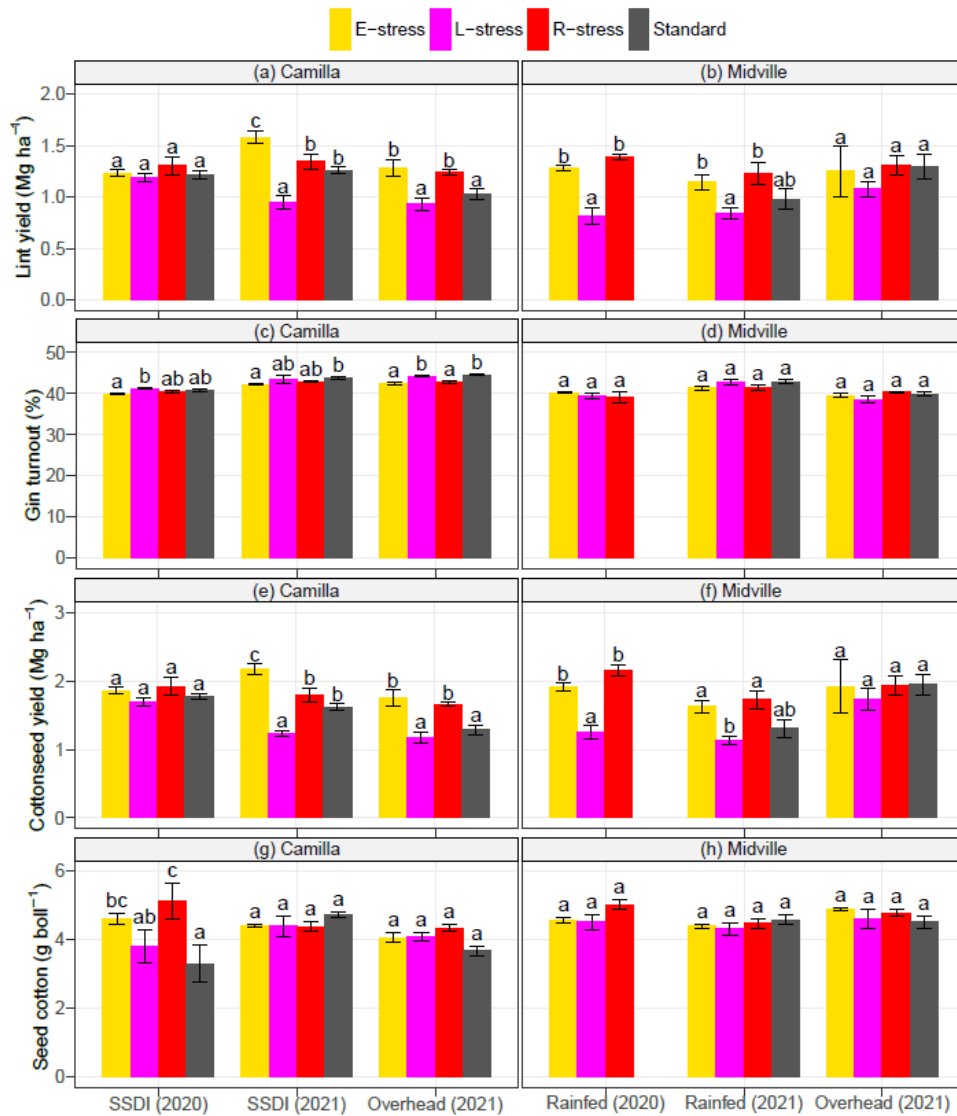 E−stress L−stress R−stress Standard
(a) Camilla (b) Midville
Lint yield (Mg ha⁻¹)
2.0
1.5
1.0
0.5
0.0
a a a a c a b b b a b a
b a b b a b ab a a a a
(c) Camilla (d) Midville
Gin turnout (%)
50
40
30
20
10
0
a b ab ab a ab ab b a b a b
a a a a a a a a a a a
(e) Camilla (f) Midville
Cottonseed yield (Mg ha⁻¹)
3
2
1
0
a a a a c a b b b a b a
b a b a b a ab a a a a
(g) Camilla (h) Midville
Seed cotton (g boll⁻¹)
6
4
2
0
bc ab c a a a a a a a a a
a a a a a a a a a a a
SSDI (2020) SSDI (2021) Overhead (2021) Rainfed (2020) Rainfed (2021) Overhead (2021)